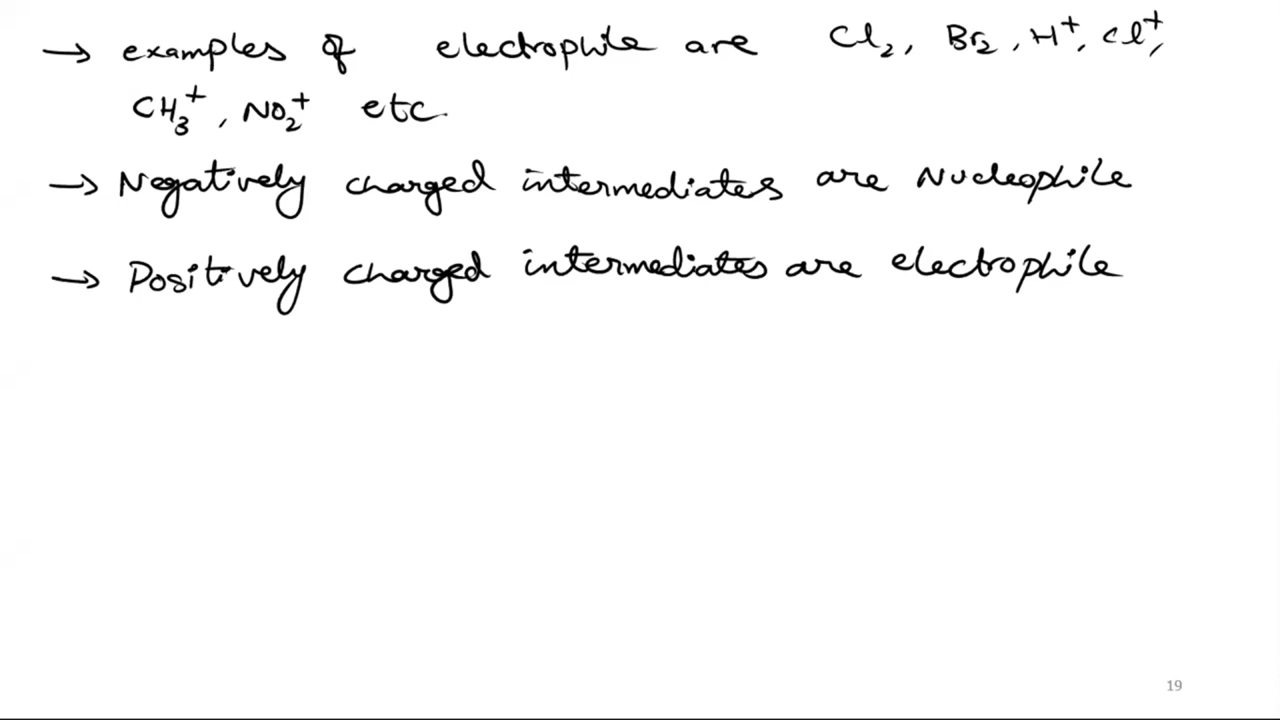 → examples of electrophile are Cl₂, Br₂, H⁺, Cl⁺,
CH₃⁺, NO₂⁺ etc
→ Negatively charged intermediates are Nucleophile
→ Positively charged intermediates are electrophile
19